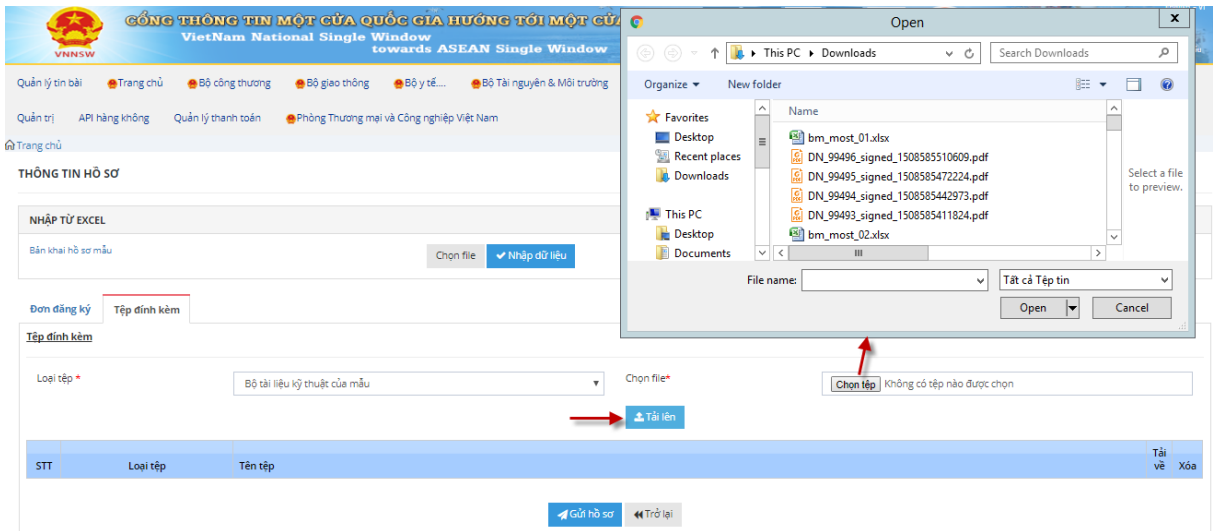 CỔNG THÔNG TIN MỘT CỬA QUỐC GIA HƯỚNG TỚI MỘT CỬA
VietNam National Single Window
towards ASEAN Single Window
VNNSW
Quản lý tin bài Trang chủ Bộ công thương Bộ giao thông Bộ y tế.... Bộ Tài nguyên & Môi trường
Quản trị API hàng không Quản lý thanh toán Phòng Thương mại và Công nghiệp Việt Nam
Trang chủ
THÔNG TIN HỒ SƠ
NHẬP TỪ EXCEL
Bản khai hồ sơ mẫu Chọn file Nhập dữ liệu
Open
x
This PC Downloads Search Downloads
Organize New folder
Favorites
Desktop
Recent places
Downloads
This PC
Desktop
Documents
Name
bm_most_01.xlsx
DN_99496_signed_1508585510609.pdf
DN_99495_signed_1508585472224.pdf
DN_99494_signed_1508585442973.pdf
DN_99493_signed_1508585411824.pdf
bm_most_02.xlsx
Select a file
to preview.
File name: Tất cả Tệp tin
Open Cancel
Đơn đăng ký Tệp đính kèm
Tệp đính kèm
Loại tệp * Bộ tài liệu kỹ thuật của mẫu Chọn file* Chọn tệp Không có tệp nào được chọn
Tải lên
STT Loại tệp Tên tệp Tải về Xóa
Gửi hồ sơ Trở lại